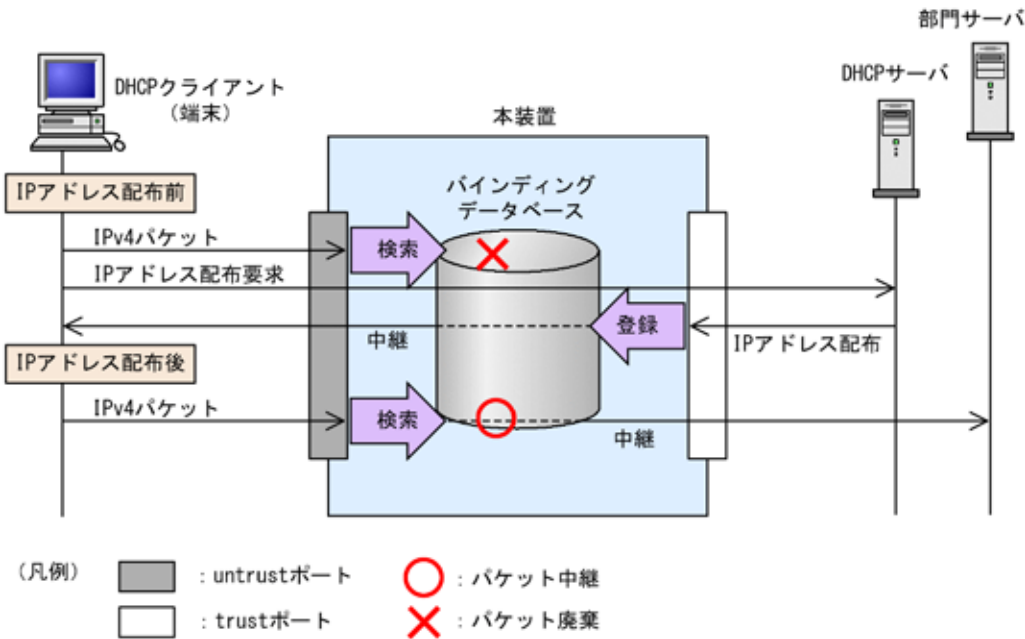 部門サーバ
DHCPサーバ
DHCPクライアント
（端末）
本装置
IPアドレス配布前
バインディング
データベース
IPv4パケット
検索
IPアドレス配布要求
登録
中継
IPアドレス配布
IPアドレス配布後
IPv4パケット
検索
中継
（凡例）
：untrustポート
：パケット中継
：trustポート
：パケット廃棄